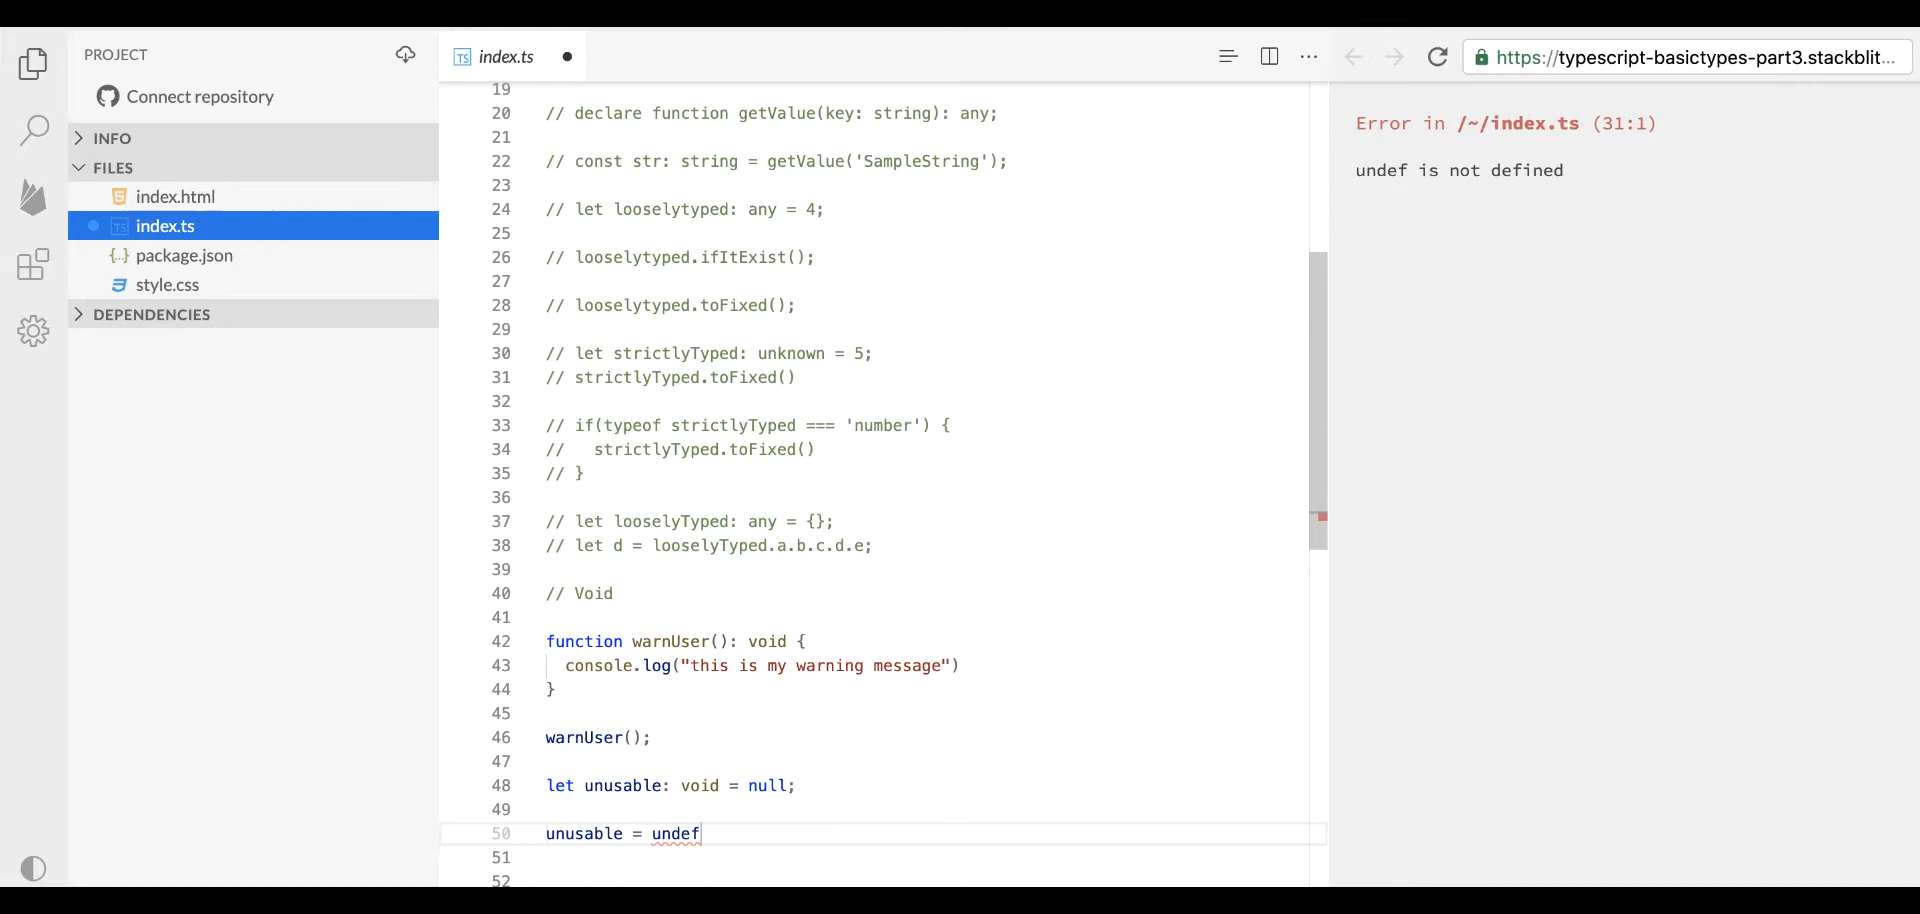 PROJECT
Connect repository
INFO
FILES
index.html
TS index.ts
package.json
style.css
DEPENDENCIES
TS index.ts
https://typescript-basictypes-part3.stackblit...
19
20 // declare function getValue(key: string): any;
21
22 // const str: string = getValue('SampleString');
23
24 // let looselytyped: any = 4;
25
26 // looselytyped.ifItExist();
27
28 // looselytyped.toFixed();
29
30 // let strictlyTyped: unknown = 5;
31 // strictlyTyped.toFixed()
32
33 // if(typeof strictlyTyped === 'number') {
34 //   strictlyTyped.toFixed()
35 // }
36
37 // let looselyTyped: any = {};
38 // let d = looselyTyped.a.b.c.d.e;
39
40 // Void
41
42 function warnUser(): void {
43   console.log("this is my warning message")
44 }
45
46 warnUser();
47
48 let unusable: void = null;
49
50 unusable = undef
51
52
Error in /~/index.ts (31:1)
undef is not defined